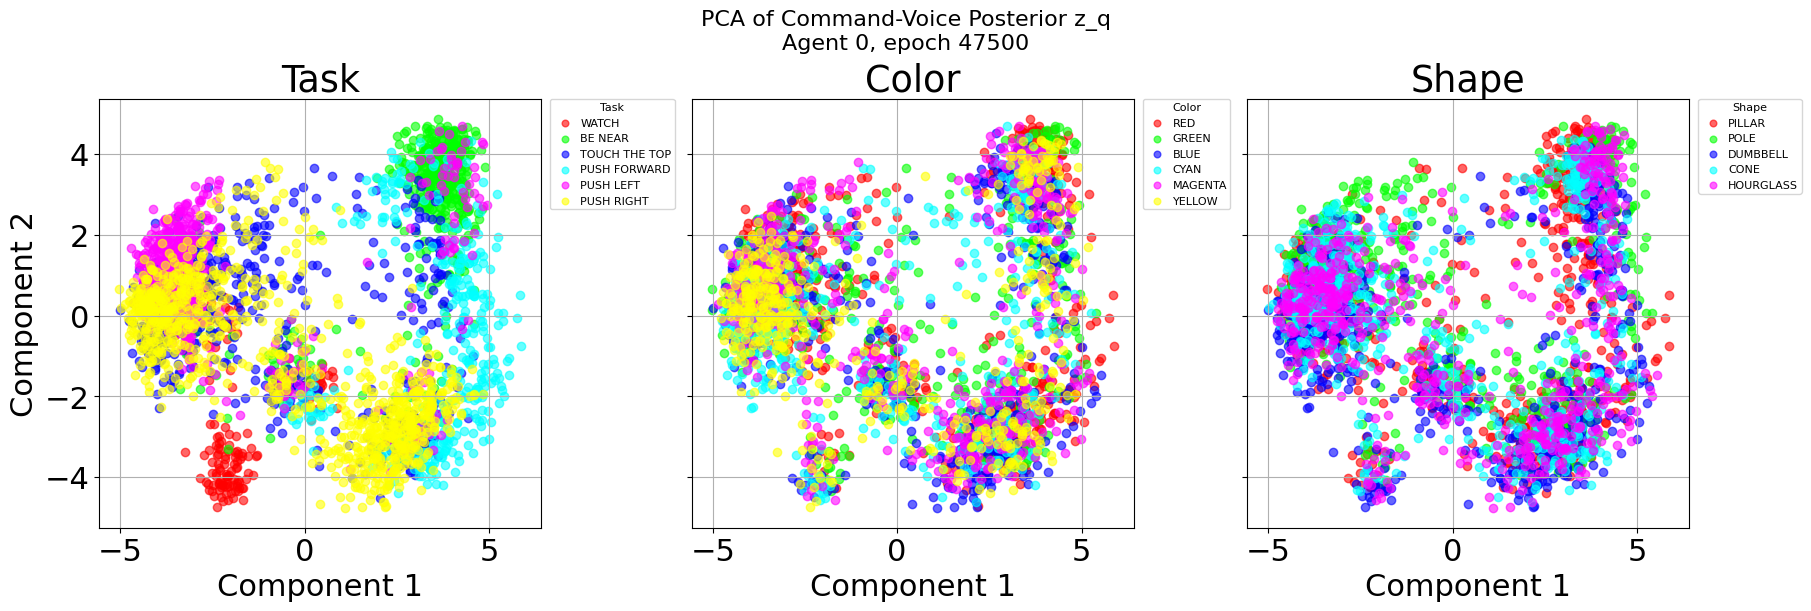 PCA of Command-Voice Posterior z_q
Agent 0, epoch 47500
Task
Component 2
4
2
0
−2
−4
−5
0
5
Component 1
Task
WATCH
BE NEAR
TOUCH THE TOP
PUSH FORWARD
PUSH LEFT
PUSH RIGHT
Color
−5
0
5
Component 1
Color
RED
GREEN
BLUE
CYAN
MAGENTA
YELLOW
Shape
−5
0
5
Component 1
Shape
PILLAR
POLE
DUMBBELL
CONE
HOURGLASS